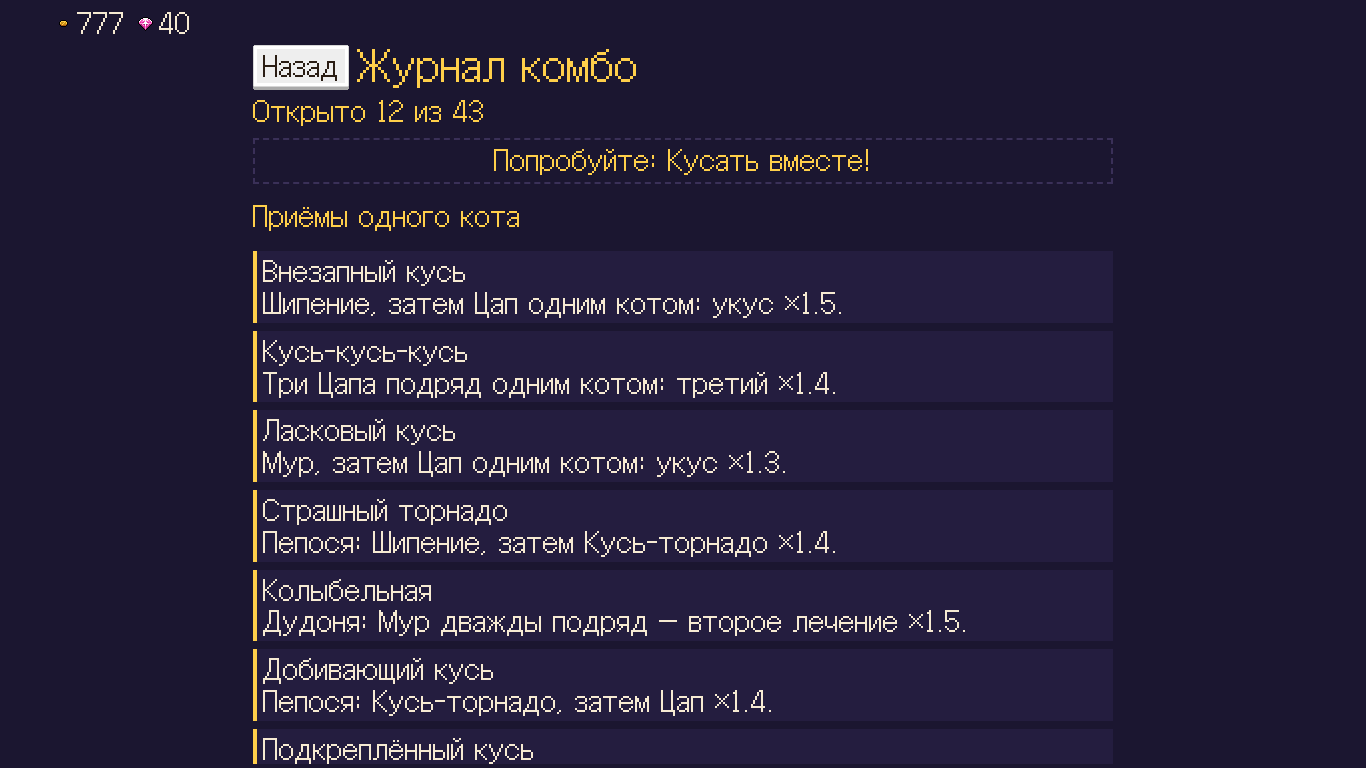 777 40
Назад Журнал комбо
Открыто 12 из 43
Попробуйте: Кусать вместе!
Приёмы одного кота
Внезапный кусь
Шипение, затем Цап одним котом: укус ×1.5.
Кусь-кусь-кусь
Три Цапа подряд одним котом: третий ×1.4.
Ласковый кусь
Мур, затем Цап одним котом: укус ×1.3.
Страшный торнадо
Пепося: Шипение, затем Кусь-торнадо ×1.4.
Колыбельная
Дудоня: Мур дважды подряд — второе лечение ×1.5.
Добивающий кусь
Пепося: Кусь-торнадо, затем Цап ×1.4.
Подкреплённый кусь